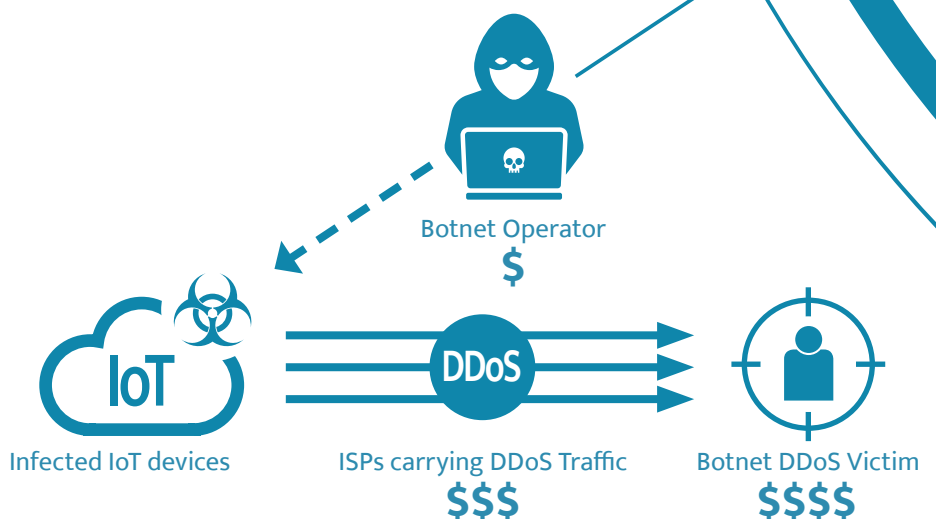 Botnet Operator
$
IoT
DDoS
Infected IoT devices
ISPs carrying DDoS Traffic
$$$
Botnet DDoS Victim
$$$$